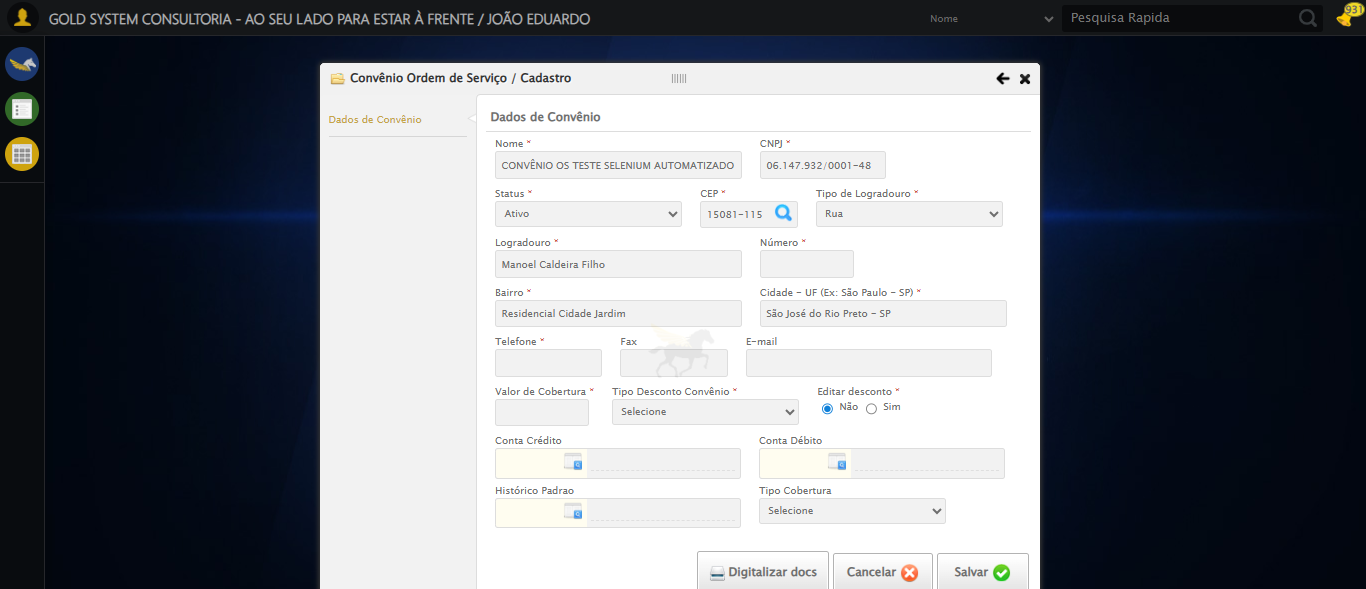 GOLD SYSTEM CONSULTORIA - AO SEU LADO PARA ESTAR À FRENTE / JOÃO EDUARDO
Nome
Pesquisa Rapida
931
Convênio Ordem de Serviço / Cadastro
Dados de Convênio
Dados de Convênio
Nome * CNPJ *
CONVÊNIO OS TESTE SELENIUM AUTOMATIZADO 06.147.932/0001-48
Status * CEP * Tipo de Logradouro *
Ativo 15081-115 Rua
Logradouro * Número *
Manoel Caldeira Filho
Bairro * Cidade - UF (Ex: São Paulo - SP) *
Residencial Cidade Jardim São José do Rio Preto - SP
Telefone * Fax E-mail
Valor de Cobertura * Tipo Desconto Convênio * Editar desconto *
Selecione Não Sim
Conta Crédito Conta Débito
Histórico Padrao Tipo Cobertura
Selecione
Digitalizar docs Cancelar Salvar